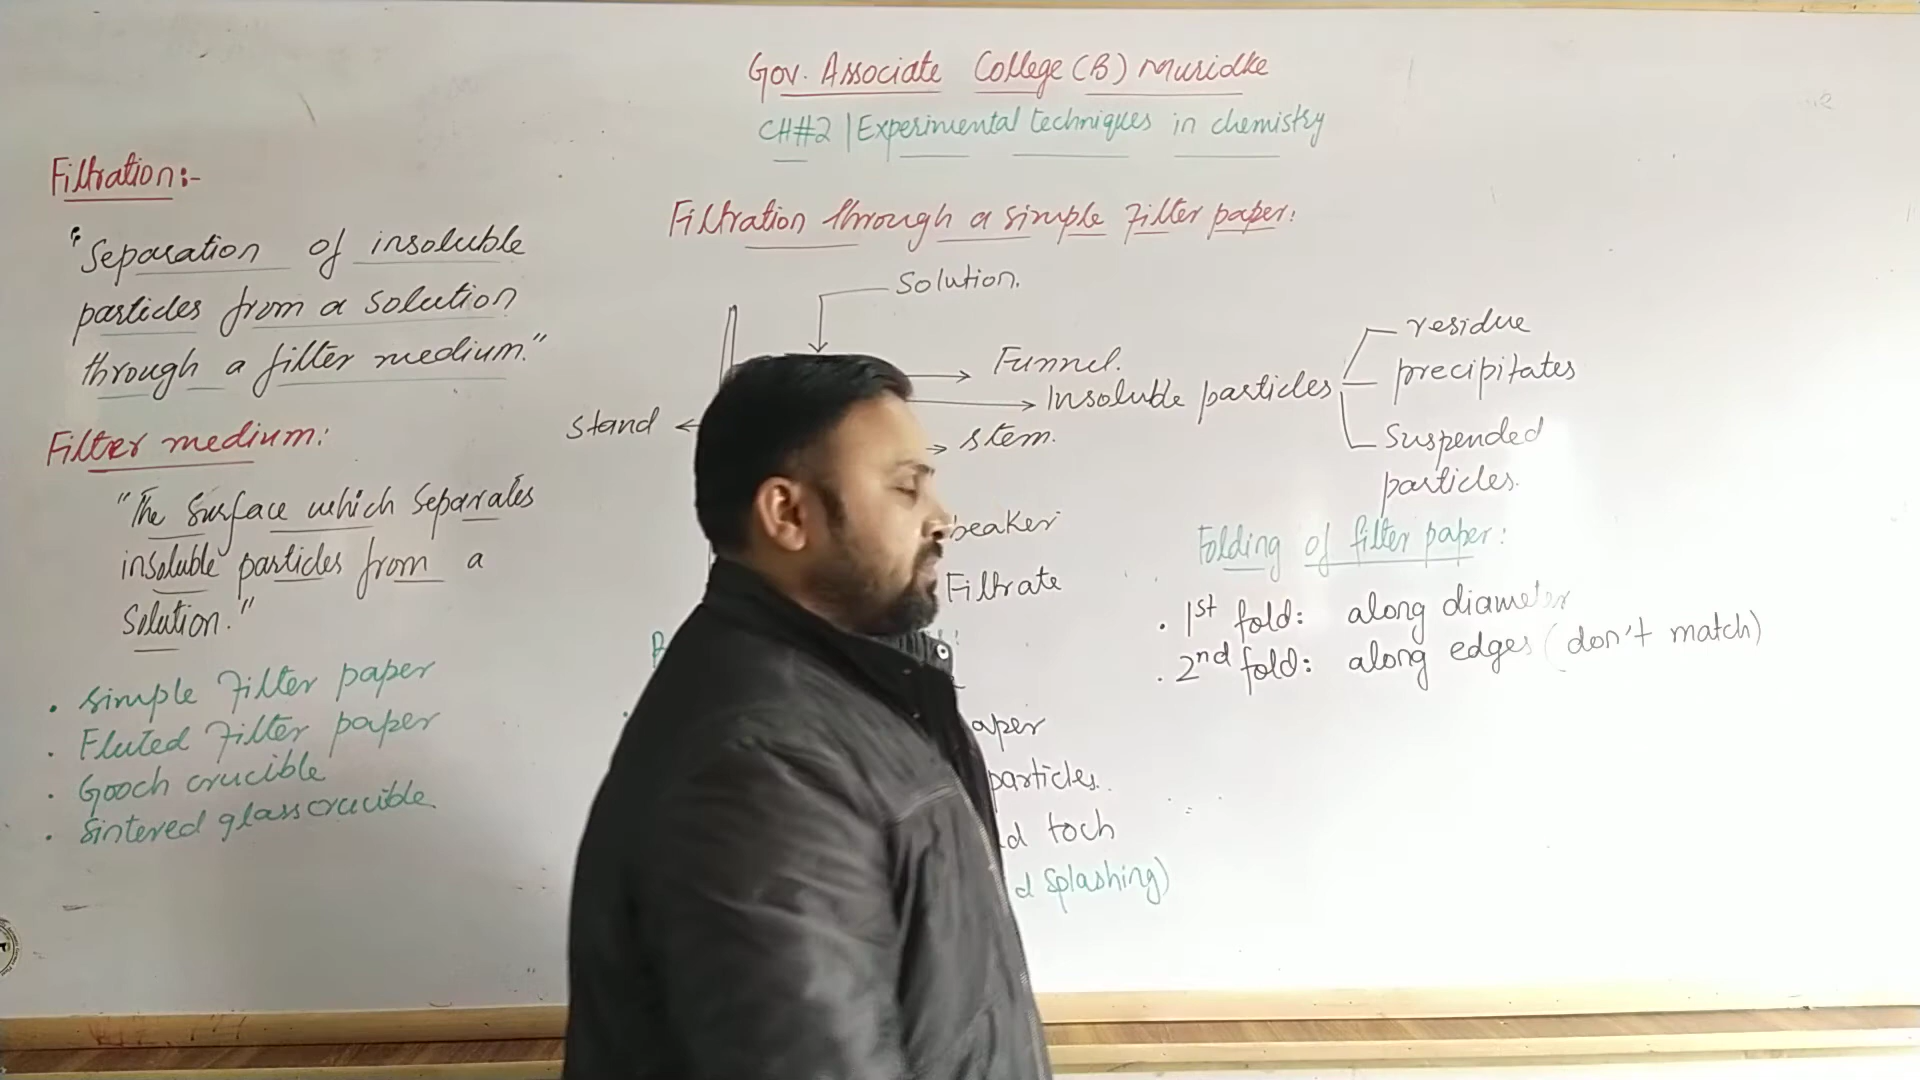 Gov. Associate College (B) Muridke
CH#2 | Experimental techniques in chemistry
Filtration:-
"Separation of insoluble
particles from a solution
through a filter medium."
Filter medium:
"The surface which separates
insoluble particles from a
solution."
• Simple Filter paper
• Fluted Filter paper
• Gooch crucible
• Sintered glass crucible
Filtration through a simple Filter paper:
Solution.
Funnel.
Insoluble particles
stand
stem.
beaker
Filtrate
residue
precipitates
Suspended
particles.
aper
particles.
d toch
d splashing)
Folding of filter paper:
• 1st fold: along diameter
• 2nd fold: along edges (don't match)